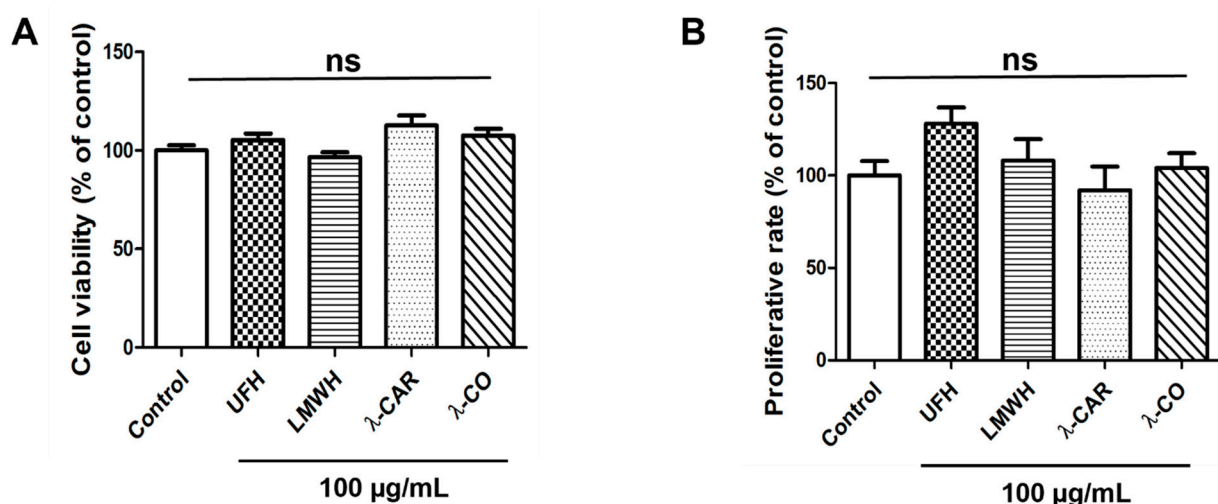 A
Cell viability (% of control)
150
100
50
0
ns
Control
UFH
LMWH
λ-CAR
λ-CO
100 µg/mL
B
Proliferative rate (% of control)
150
100
50
0
ns
Control
UFH
LMWH
λ-CAR
λ-CO
100 µg/mL